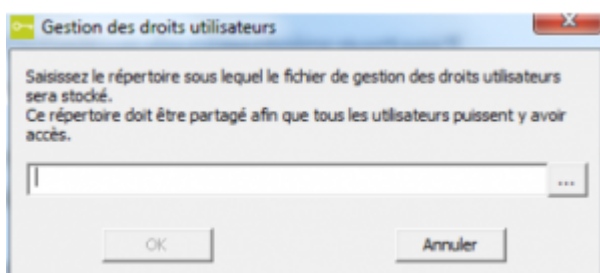 Gestion des droits utilisateurs
Saisissez le répertoire sous lequel le fichier de gestion des droits utilisateurs
sera stocké.
Ce répertoire doit être partagé afin que tous les utilisateurs puissent y avoir
accès.
...
OK
Annuler